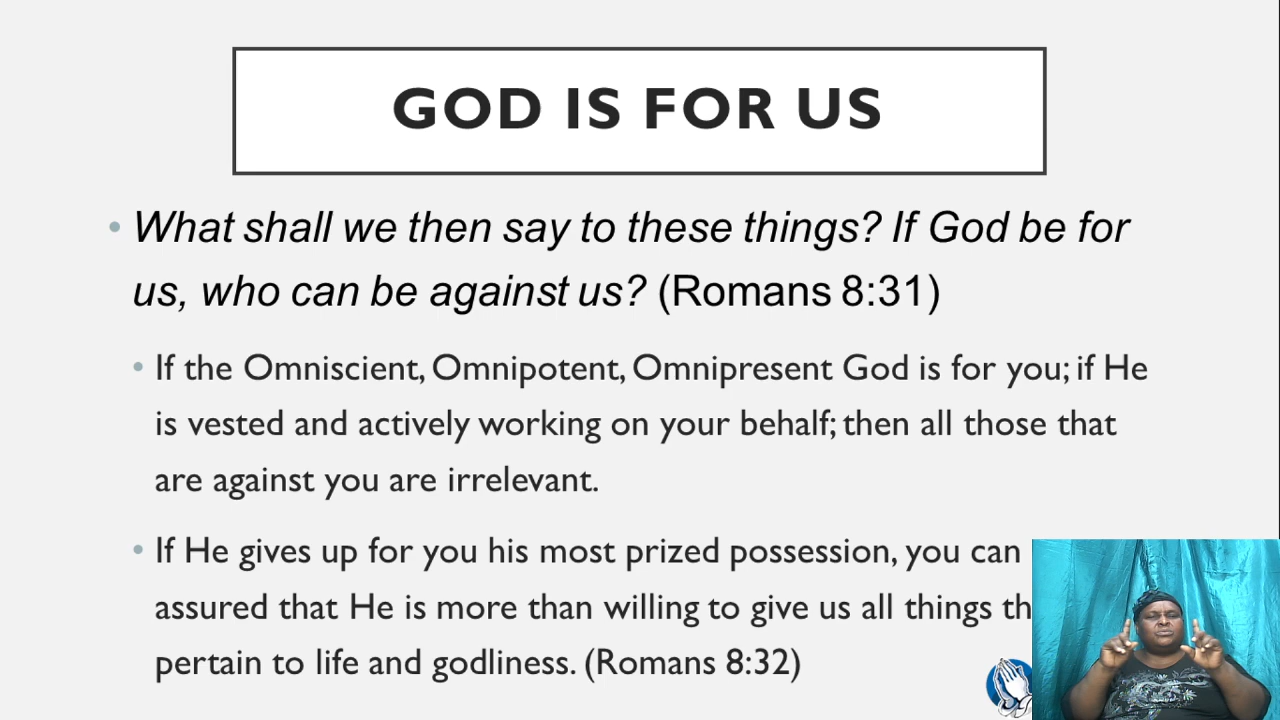 GOD IS FOR US
• What shall we then say to these things? If God be for
us, who can be against us? (Romans 8:31)
• If the Omniscient, Omnipotent, Omnipresent God is for you; if He
is vested and actively working on your behalf; then all those that
are against you are irrelevant.
• If He gives up for you his most prized possession, you can
assured that He is more than willing to give us all things th
pertain to life and godliness. (Romans 8:32)